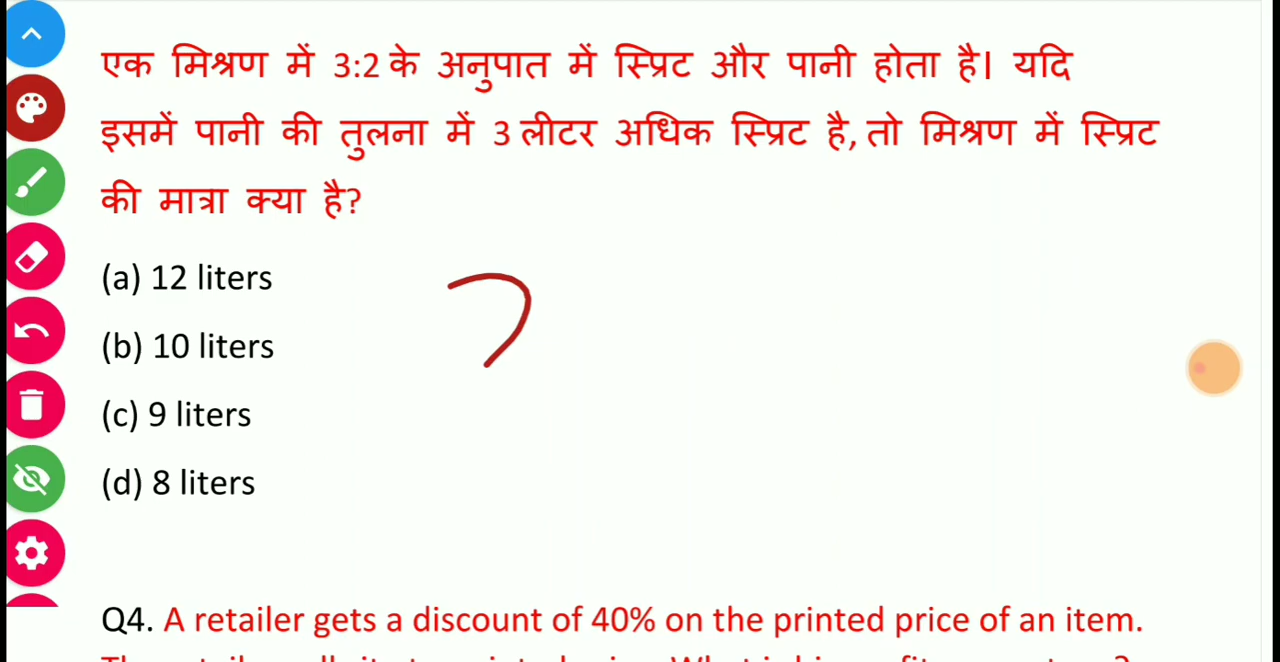 एक मिश्रण में 3:2 के अनुपात में स्प्रिट और पानी होता है। यदि
इसमें पानी की तुलना में 3 लीटर अधिक स्प्रिट है, तो मिश्रण में स्प्रिट
की मात्रा क्या है?
(a) 12 liters
(b) 10 liters
(c) 9 liters
(d) 8 liters
Q4. A retailer gets a discount of 40% on the printed price of an item.